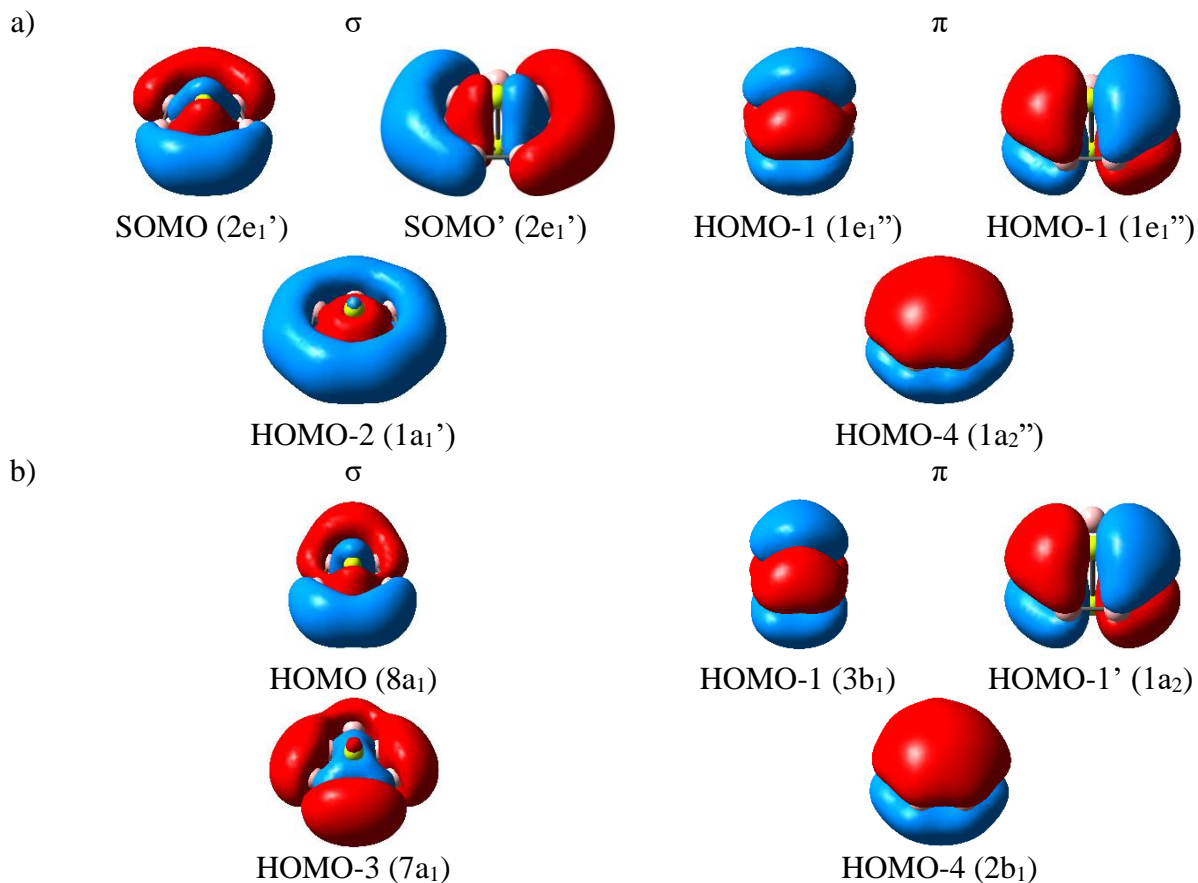 a) σ π
SOMO (2e₁’) SOMO’ (2e₁’) HOMO-1 (1e₁”) HOMO-1 (1e₁”)
HOMO-2 (1a₁’) HOMO-4 (1a₂”)
b) σ π
HOMO (8a₁) HOMO-1 (3b₁) HOMO-1’ (1a₂)
HOMO-3 (7a₁) HOMO-4 (2b₁)